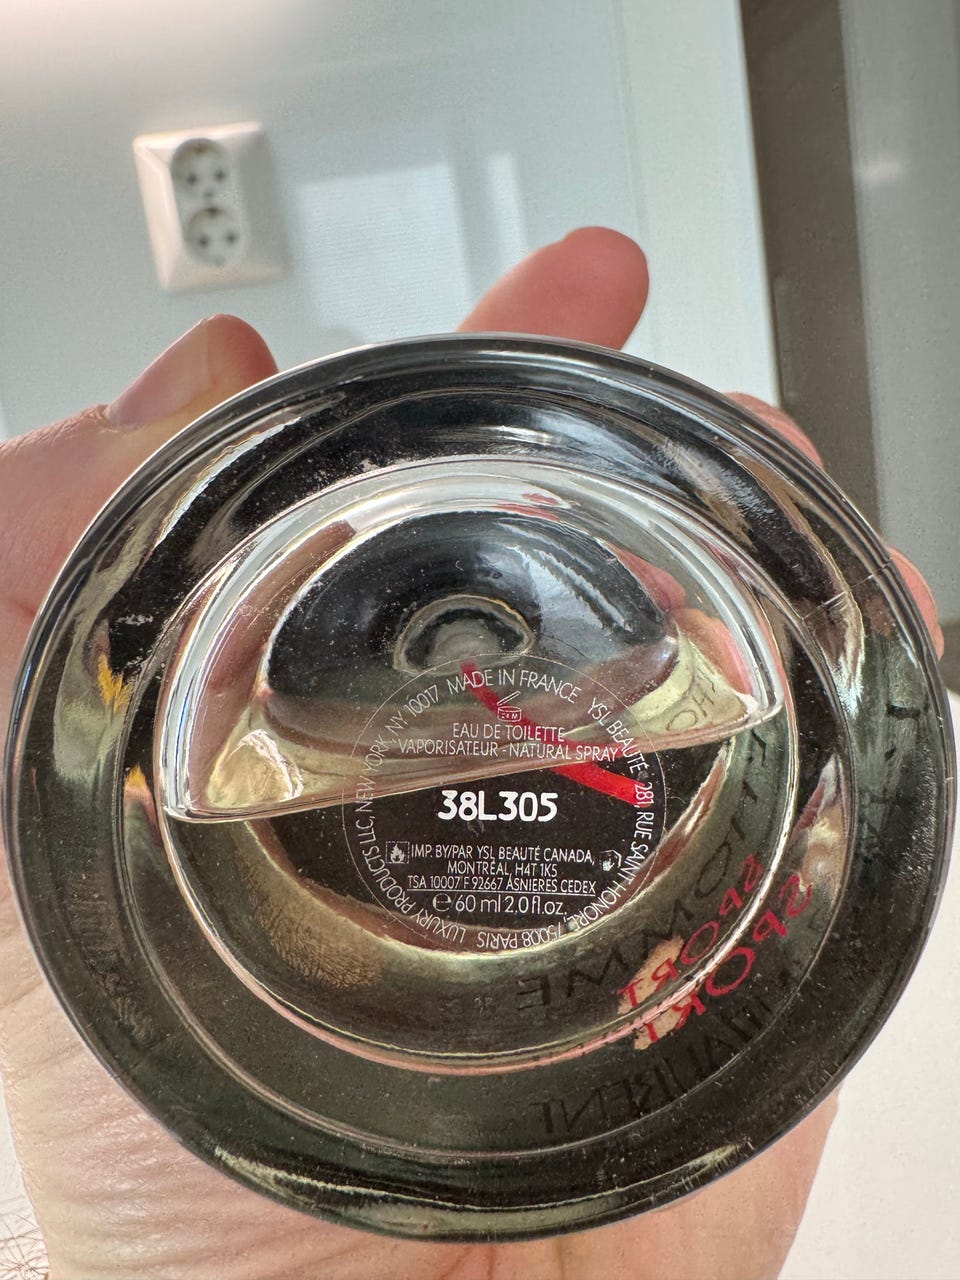 MADE IN FRANCE YSL BEAUTÉ 281, RUE SAINT HONORÉ, 75008 PARIS LUXURY PRODUCTS LLC, NEW YORK, NY 10017
24 M
EAU DE TOILETTE
VAPORISATEUR - NATURAL SPRAY
38L305
IMP. BY/PAR YSL BEAUTÉ CANADA,
MONTRÉAL, H4T 1K5
TSA 10007 F 92667 ASNIERES CEDEX
℮ 60 ml 2,0 fl.oz.
SPORT
SPORT